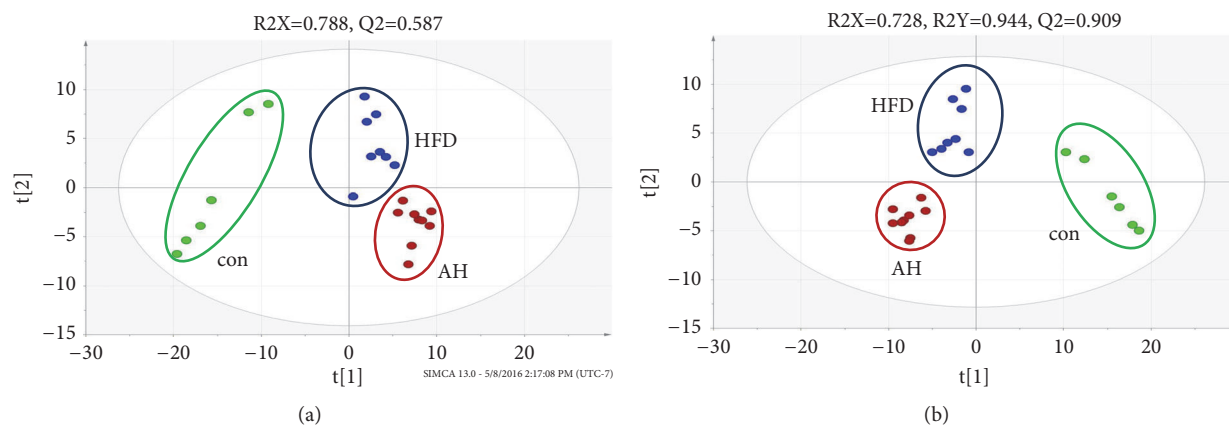 R2X=0.788, Q2=0.587
10
5
0
−5
−10
−15
t[2]
−30
−20
−10
0
10
20
t[1]
HFD
con
AH
SIMCA 13.0 - 5/8/2016 2:17:08 PM (UTC-7)
(a)
R2X=0.728, R2Y=0.944, Q2=0.909
10
5
0
−5
−10
−15
t[2]
−30
−20
−10
0
10
20
t[1]
HFD
AH
con
(b)